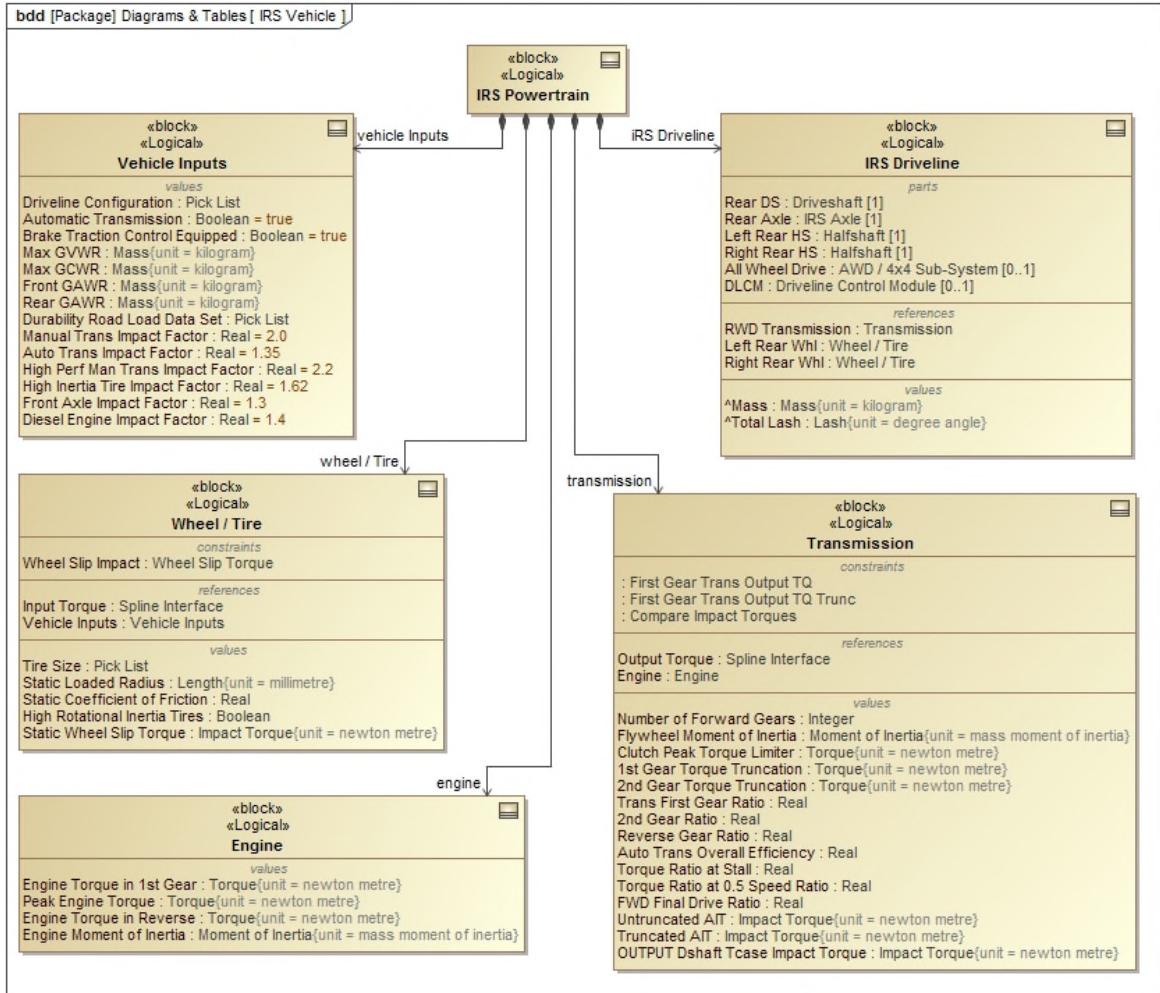 bdd [Package] Diagrams & Tables [ IRS Vehicle ]
«block»
«Logical»
IRS Powertrain
vehicle Inputs
iRS Driveline
«block»
«Logical»
Vehicle Inputs
values
Driveline Configuration : Pick List
Automatic Transmission : Boolean = true
Brake Traction Control Equipped : Boolean = true
Max GVWR : Mass{unit = kilogram}
Max GCWR : Mass{unit = kilogram}
Front GAWR : Mass{unit = kilogram}
Rear GAWR : Mass{unit = kilogram}
Durability Road Load Data Set : Pick List
Manual Trans Impact Factor : Real = 2.0
Auto Trans Impact Factor : Real = 1.35
High Perf Man Trans Impact Factor : Real = 2.2
High Inertia Tire Impact Factor : Real = 1.62
Front Axle Impact Factor : Real = 1.3
Diesel Engine Impact Factor : Real = 1.4
«block»
«Logical»
IRS Driveline
parts
Rear DS : Driveshaft [1]
Rear Axle : IRS Axle [1]
Left Rear HS : Halfshaft [1]
Right Rear HS : Halfshaft [1]
All Wheel Drive : AWD / 4x4 Sub-System [0..1]
DLCM : Driveline Control Module [0..1]
references
RWD Transmission : Transmission
Left Rear Whl : Wheel / Tire
Right Rear Whl : Wheel / Tire
values
^Mass : Mass{unit = kilogram}
^Total Lash : Lash{unit = degree angle}
wheel / Tire
transmission
«block»
«Logical»
Wheel / Tire
constraints
Wheel Slip Impact : Wheel Slip Torque
references
Input Torque : Spline Interface
Vehicle Inputs : Vehicle Inputs
values
Tire Size : Pick List
Static Loaded Radius : Length{unit = millimetre}
Static Coefficient of Friction : Real
High Rotational Inertia Tires : Boolean
Static Wheel Slip Torque : Impact Torque{unit = newton metre}
«block»
«Logical»
Transmission
constraints
: First Gear Trans Output TQ
: First Gear Trans Output TQ Trunc
: Compare Impact Torques
references
Output Torque : Spline Interface
Engine : Engine
values
Number of Forward Gears : Integer
Flywheel Moment of Inertia : Moment of Inertia{unit = mass moment of inertia}
Clutch Peak Torque Limiter : Torque{unit = newton metre}
1st Gear Torque Truncation : Torque{unit = newton metre}
2nd Gear Torque Truncation : Torque{unit = newton metre}
Trans First Gear Ratio : Real
2nd Gear Ratio : Real
Reverse Gear Ratio : Real
Auto Trans Overall Efficiency : Real
Torque Ratio at Stall : Real
Torque Ratio at 0.5 Speed Ratio : Real
FWD Final Drive Ratio : Real
Untruncated AIT : Impact Torque{unit = newton metre}
Truncated AIT : Impact Torque{unit = newton metre}
OUTPUT Dshaft Tcase Impact Torque : Impact Torque{unit = newton metre}
engine
«block»
«Logical»
Engine
values
Engine Torque in 1st Gear : Torque{unit = newton metre}
Peak Engine Torque : Torque{unit = newton metre}
Engine Torque in Reverse : Torque{unit = newton metre}
Engine Moment of Inertia : Moment of Inertia{unit = mass moment of inertia}